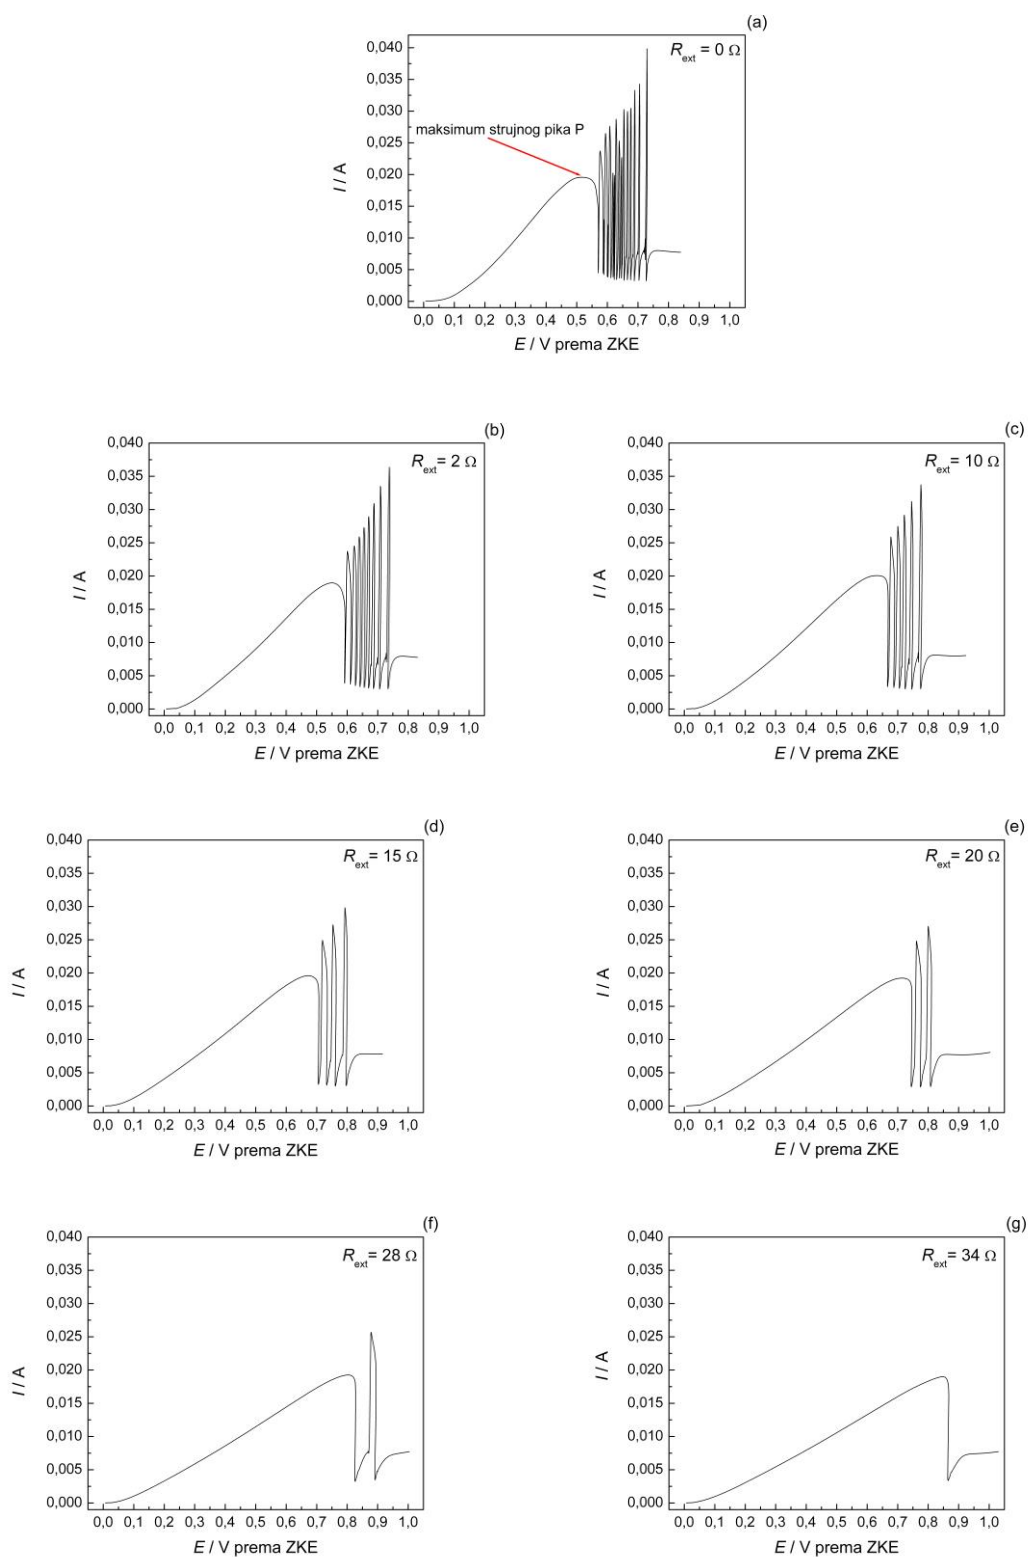 (a)
R_ext = 0 Ω
maksimum strujnog pika P
0,040
0,035
0,030
0,025
0,020
0,015
0,010
0,005
0,000
I / A
0,0 0,1 0,2 0,3 0,4 0,5 0,6 0,7 0,8 0,9 1,0
E / V prema ZKE
(b)
R_ext= 2 Ω
0,040
0,035
0,030
0,025
0,020
0,015
0,010
0,005
0,000
I / A
0,0 0,1 0,2 0,3 0,4 0,5 0,6 0,7 0,8 0,9 1,0
E / V prema ZKE
(c)
R_ext= 10 Ω
0,040
0,035
0,030
0,025
0,020
0,015
0,010
0,005
0,000
I / A
0,0 0,1 0,2 0,3 0,4 0,5 0,6 0,7 0,8 0,9 1,0
E / V prema ZKE
(d)
R_ext= 15 Ω
0,040
0,035
0,030
0,025
0,020
0,015
0,010
0,005
0,000
I / A
0,0 0,1 0,2 0,3 0,4 0,5 0,6 0,7 0,8 0,9 1,0
E / V prema ZKE
(e)
R_ext= 20 Ω
0,040
0,035
0,030
0,025
0,020
0,015
0,010
0,005
0,000
I / A
0,0 0,1 0,2 0,3 0,4 0,5 0,6 0,7 0,8 0,9 1,0
E / V prema ZKE
(f)
R_ext= 28 Ω
0,040
0,035
0,030
0,025
0,020
0,015
0,010
0,005
0,000
I / A
0,0 0,1 0,2 0,3 0,4 0,5 0,6 0,7 0,8 0,9 1,0
E / V prema ZKE
(g)
R_ext= 34 Ω
0,040
0,035
0,030
0,025
0,020
0,015
0,010
0,005
0,000
I / A
0,0 0,1 0,2 0,3 0,4 0,5 0,6 0,7 0,8 0,9 1,0
E / V prema ZKE